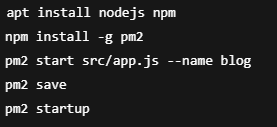 apt install nodejs npm
npm install -g pm2
pm2 start src/app.js --name blog
pm2 save
pm2 startup